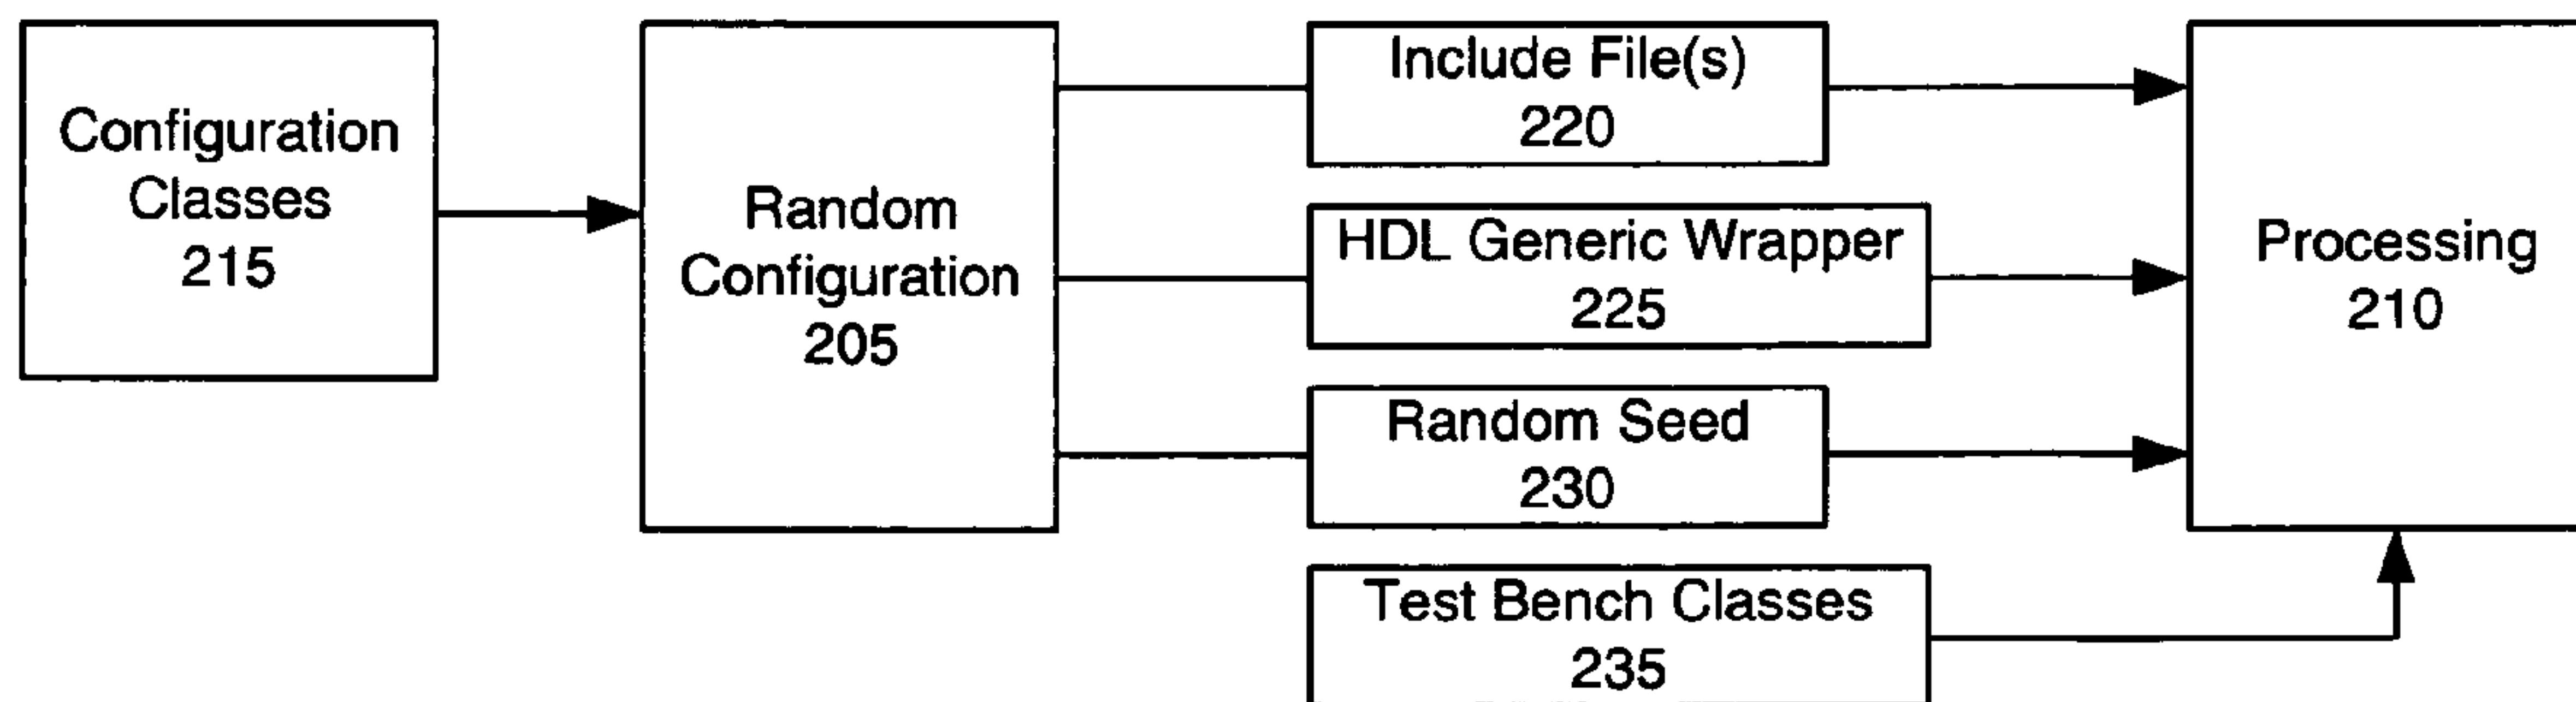 Configuration
Classes
215
Random
Configuration
205
Include File(s)
220
HDL Generic Wrapper
225
Random Seed
230
Test Bench Classes
235
Processing
210